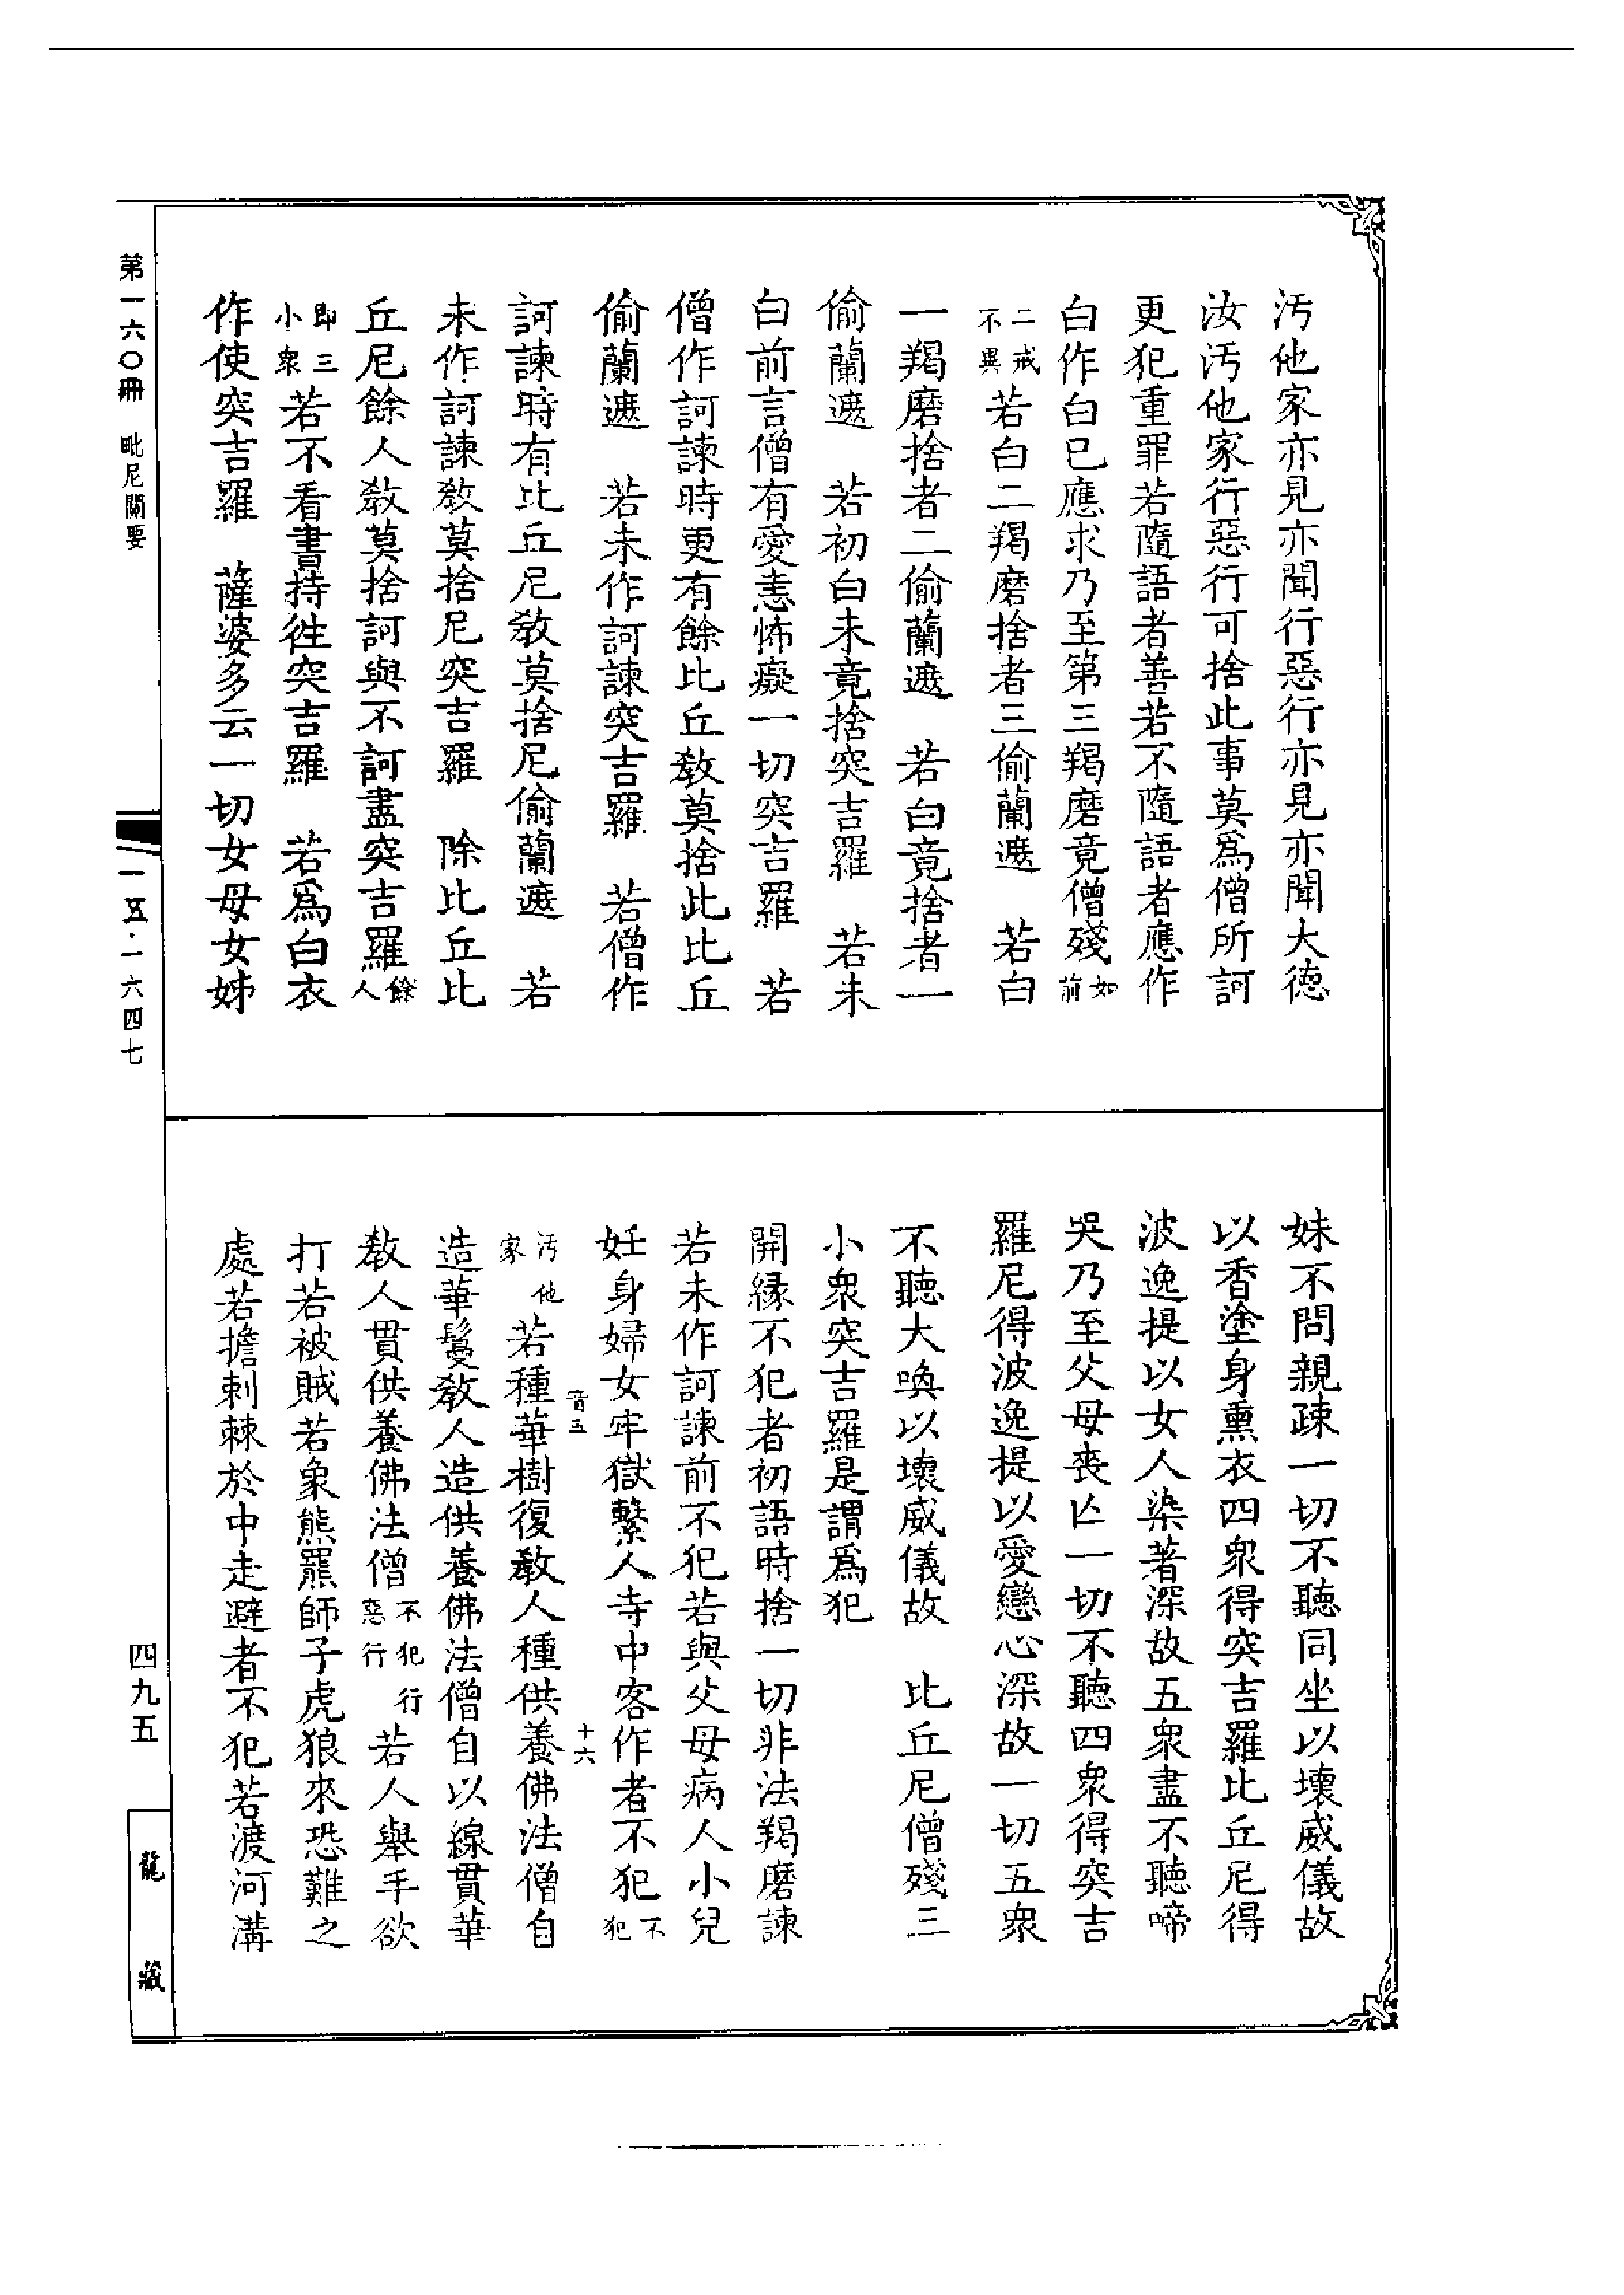 汚他家亦見亦聞行惡行亦見亦聞大德
汝汚他家行惡行可捨此事莫爲僧所訶
更犯重罪若隨語者善若不隨語者應作
白作白已應求乃至第三羯磨竟僧殘如前
二戒不異若白二羯磨捨者三偷蘭遮　若白
一羯磨捨者二偷蘭遮　若白竟捨者一
偷蘭遮　若初白未竟捨突吉羅　若未
白前言僧有愛恚怖癡一切突吉羅　若
僧作訶諫時更有餘比丘教莫捨此比丘
偷蘭遮　若未作訶諫突吉羅　若僧作
訶諫時有比丘尼教莫捨尼偷蘭遮　若
未作訶諫教莫捨尼突吉羅　除比丘比
丘尼餘人教莫捨訶與不訶盡突吉羅餘人
即三小衆若不看書持往突吉羅　若爲白衣
作使突吉羅　薩婆多云一切女母女姊
妹不問親疎一切不聽同坐以壞威儀故
以香塗身熏衣四衆得突吉羅比丘尼得
波逸提以女人染著深故五衆盡不聽啼
哭乃至父母喪亡一切不聽四衆得突吉
羅尼得波逸提以愛戀心深故一切五衆
不聽大喚以壞威儀故　比丘尼僧殘三
小衆突吉羅是謂爲犯
開緣不犯者初語時捨一切非法羯磨諫
若未作訶諫前不犯若與父母病人小兒
妊身婦女牢獄繫人寺中客作者不犯不犯
音五
十六
汚他家若種華樹復教人種供養佛法僧自
造華鬘教人造供養佛法僧自以線貫華
教人貫供養佛法僧不犯行惡行若人舉手欲
打若被賊若象熊羆師子虎狼來恐難之
處若擔刺棘於中走避者不犯若渡河溝
第一六〇冊　毗尼關要
一五·一六四七
四九五
龍藏